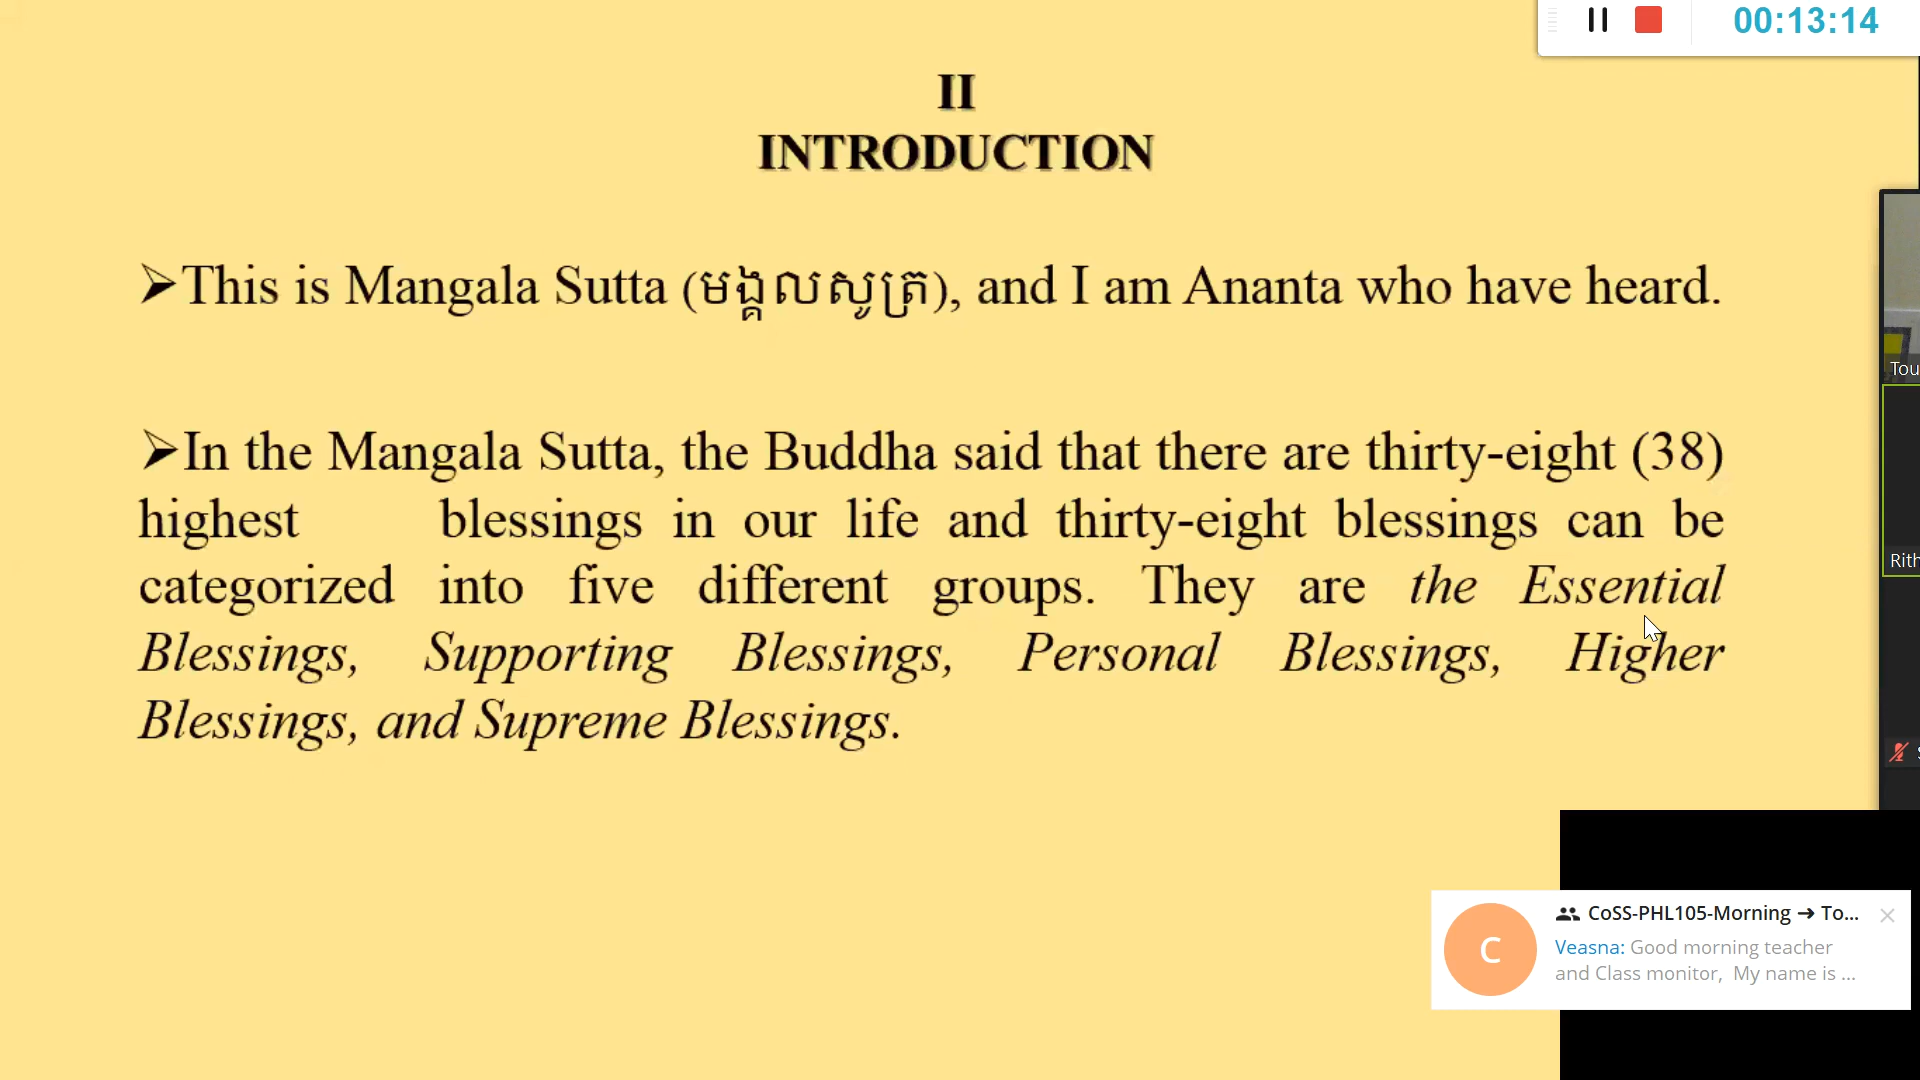 00:13:14
II
INTRODUCTION
➢This is Mangala Sutta (មង្គលសូត្រ), and I am Ananta who have heard.
➢In the Mangala Sutta, the Buddha said that there are thirty-eight (38)
highest blessings in our life and thirty-eight blessings can be
categorized into five different groups. They are the Essential
Blessings, Supporting Blessings, Personal Blessings, Higher
Blessings, and Supreme Blessings.
Tou
Rith
CoSS-PHL105-Morning ➔ To...
Veasna: Good morning teacher
and Class monitor, My name is ...
C